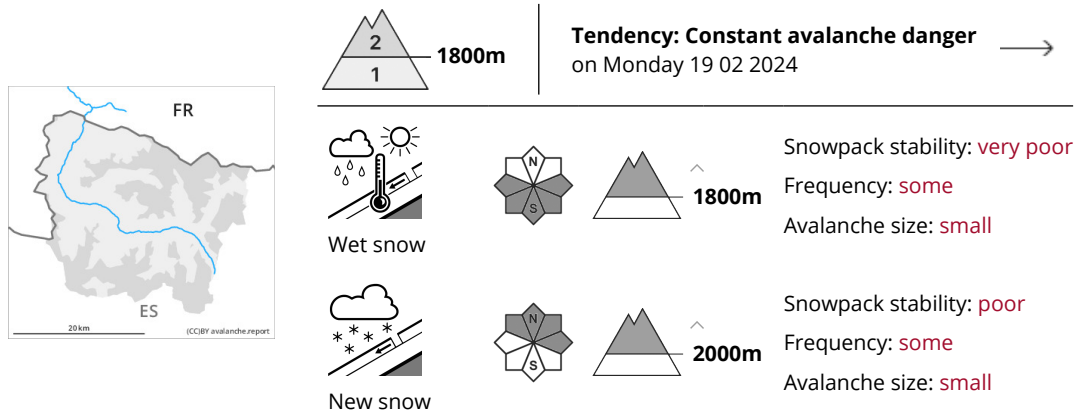 2
1
1800m
Tendency: Constant avalanche danger
on Monday 19 02 2024
FR
ES
20 km
(CC)BY avalanche.report
Wet snow
N
S
1800m
Snowpack stability: very poor
Frequency: some
Avalanche size: small
New snow
N
S
2000m
Snowpack stability: poor
Frequency: some
Avalanche size: small